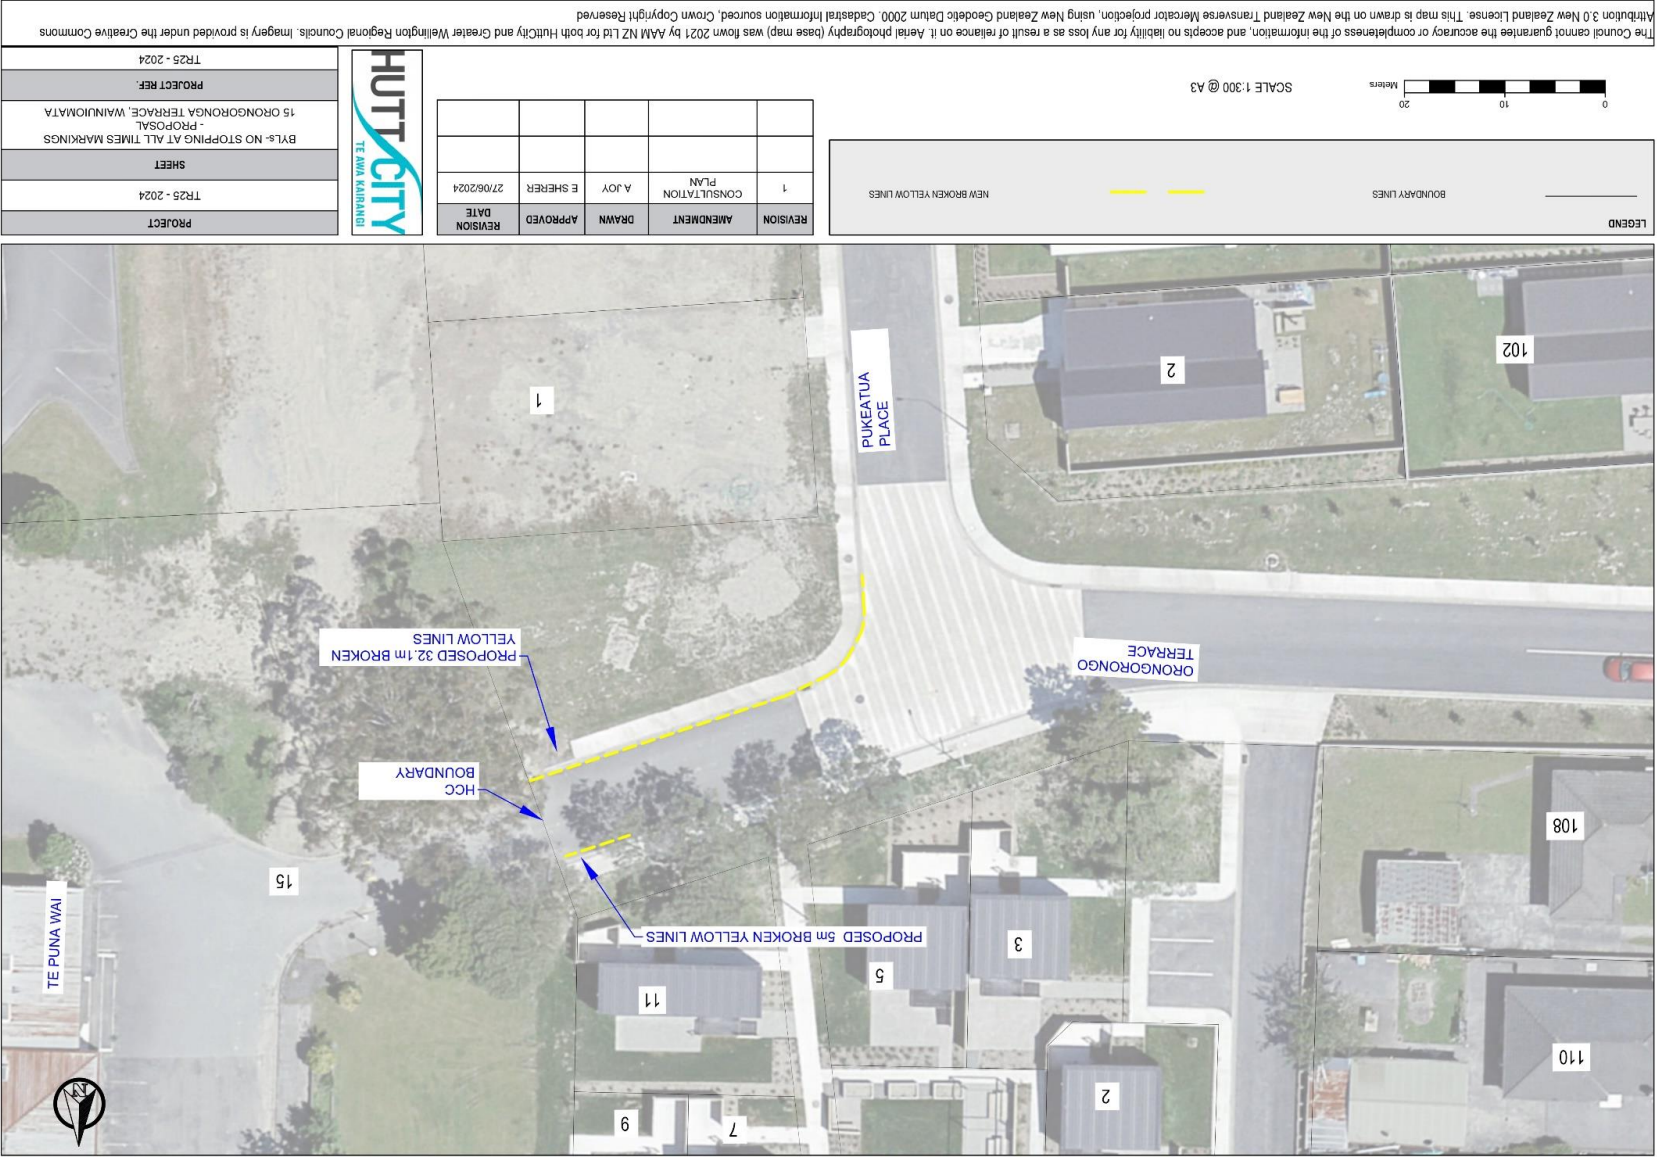 7
9
N
2
110
11
3
5
PROPOSED 5m BROKEN YELLOW LINES
TE PUNA WAI
15
108
HCC
BOUNDARY
PROPOSED 32.1m BROKEN
YELLOW LINES
ORONGORONGO
TERRACE
PUKEATUA
PLACE
1
2
102
LEGEND
BOUNDARY LINES
NEW BROKEN YELLOW LINES
0 10 20
Meters
SCALE 1:300 @ A3
REVISION AMENDMENT DRAWN APPROVED REVISION DATE
1 CONSULTATION PLAN A JOY E SHERER 27/06/2024
HUTT CITY
TE AWA KAIRANGI
PROJECT
TR25 - 2024
SHEET
BYLs- NO STOPPING AT ALL TIMES MARKINGS
- PROPOSAL
15 ORONGORONGA TERRACE, WAINUIOMATA
PROJECT REF.
TR25 - 2024
The Council cannot guarantee the accuracy or completeness of the information, and accepts no liability for any loss as a result of reliance on it. Aerial photography (base map) was flown 2021 by AAM NZ Ltd for both HuttCity and Greater Wellington Regional Councils. Imagery is provided under the Creative Commons
Attribution 3.0 New Zealand License. This map is drawn on the New Zealand Transverse Mercator projection, using New Zealand Geodetic Datum 2000. Cadastral Information sourced, Crown Copyright Reserved